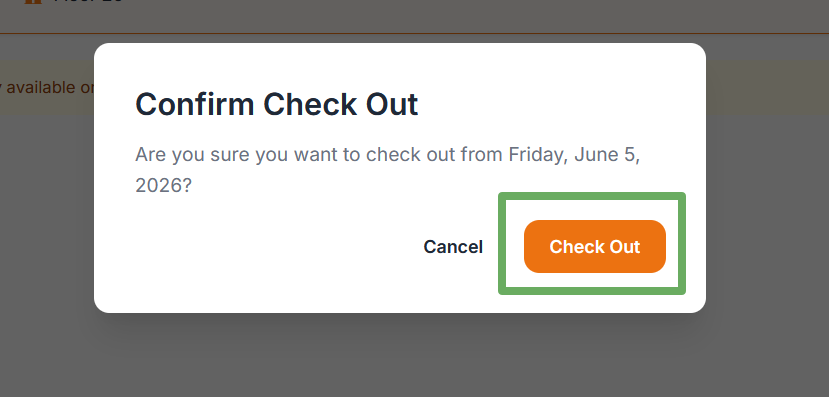 available
Confirm Check Out
Are you sure you want to check out from Friday, June 5,
2026?
Cancel
Check Out